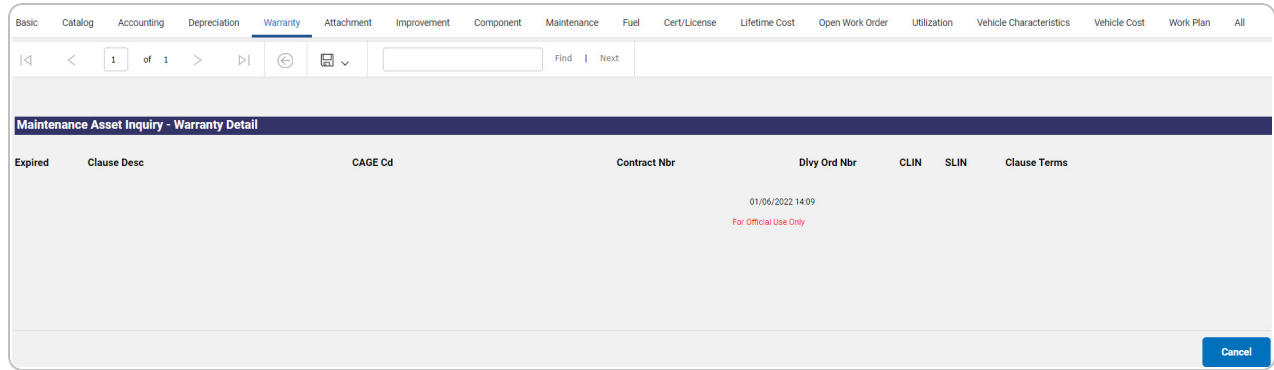 Basic Catalog Accounting Depreciation Warranty Attachment Improvement Component Maintenance Fuel Cert/License Lifetime Cost Open Work Order Utilization Vehicle Characteristics Vehicle Cost Work Plan All
1 of 1 Find | Next
Maintenance Asset Inquiry - Warranty Detail
Expired Clause Desc CAGE Cd Contract Nbr Dlvy Ord Nbr CLIN SLIN Clause Terms
01/06/2022 14:09
For Official Use Only
Cancel